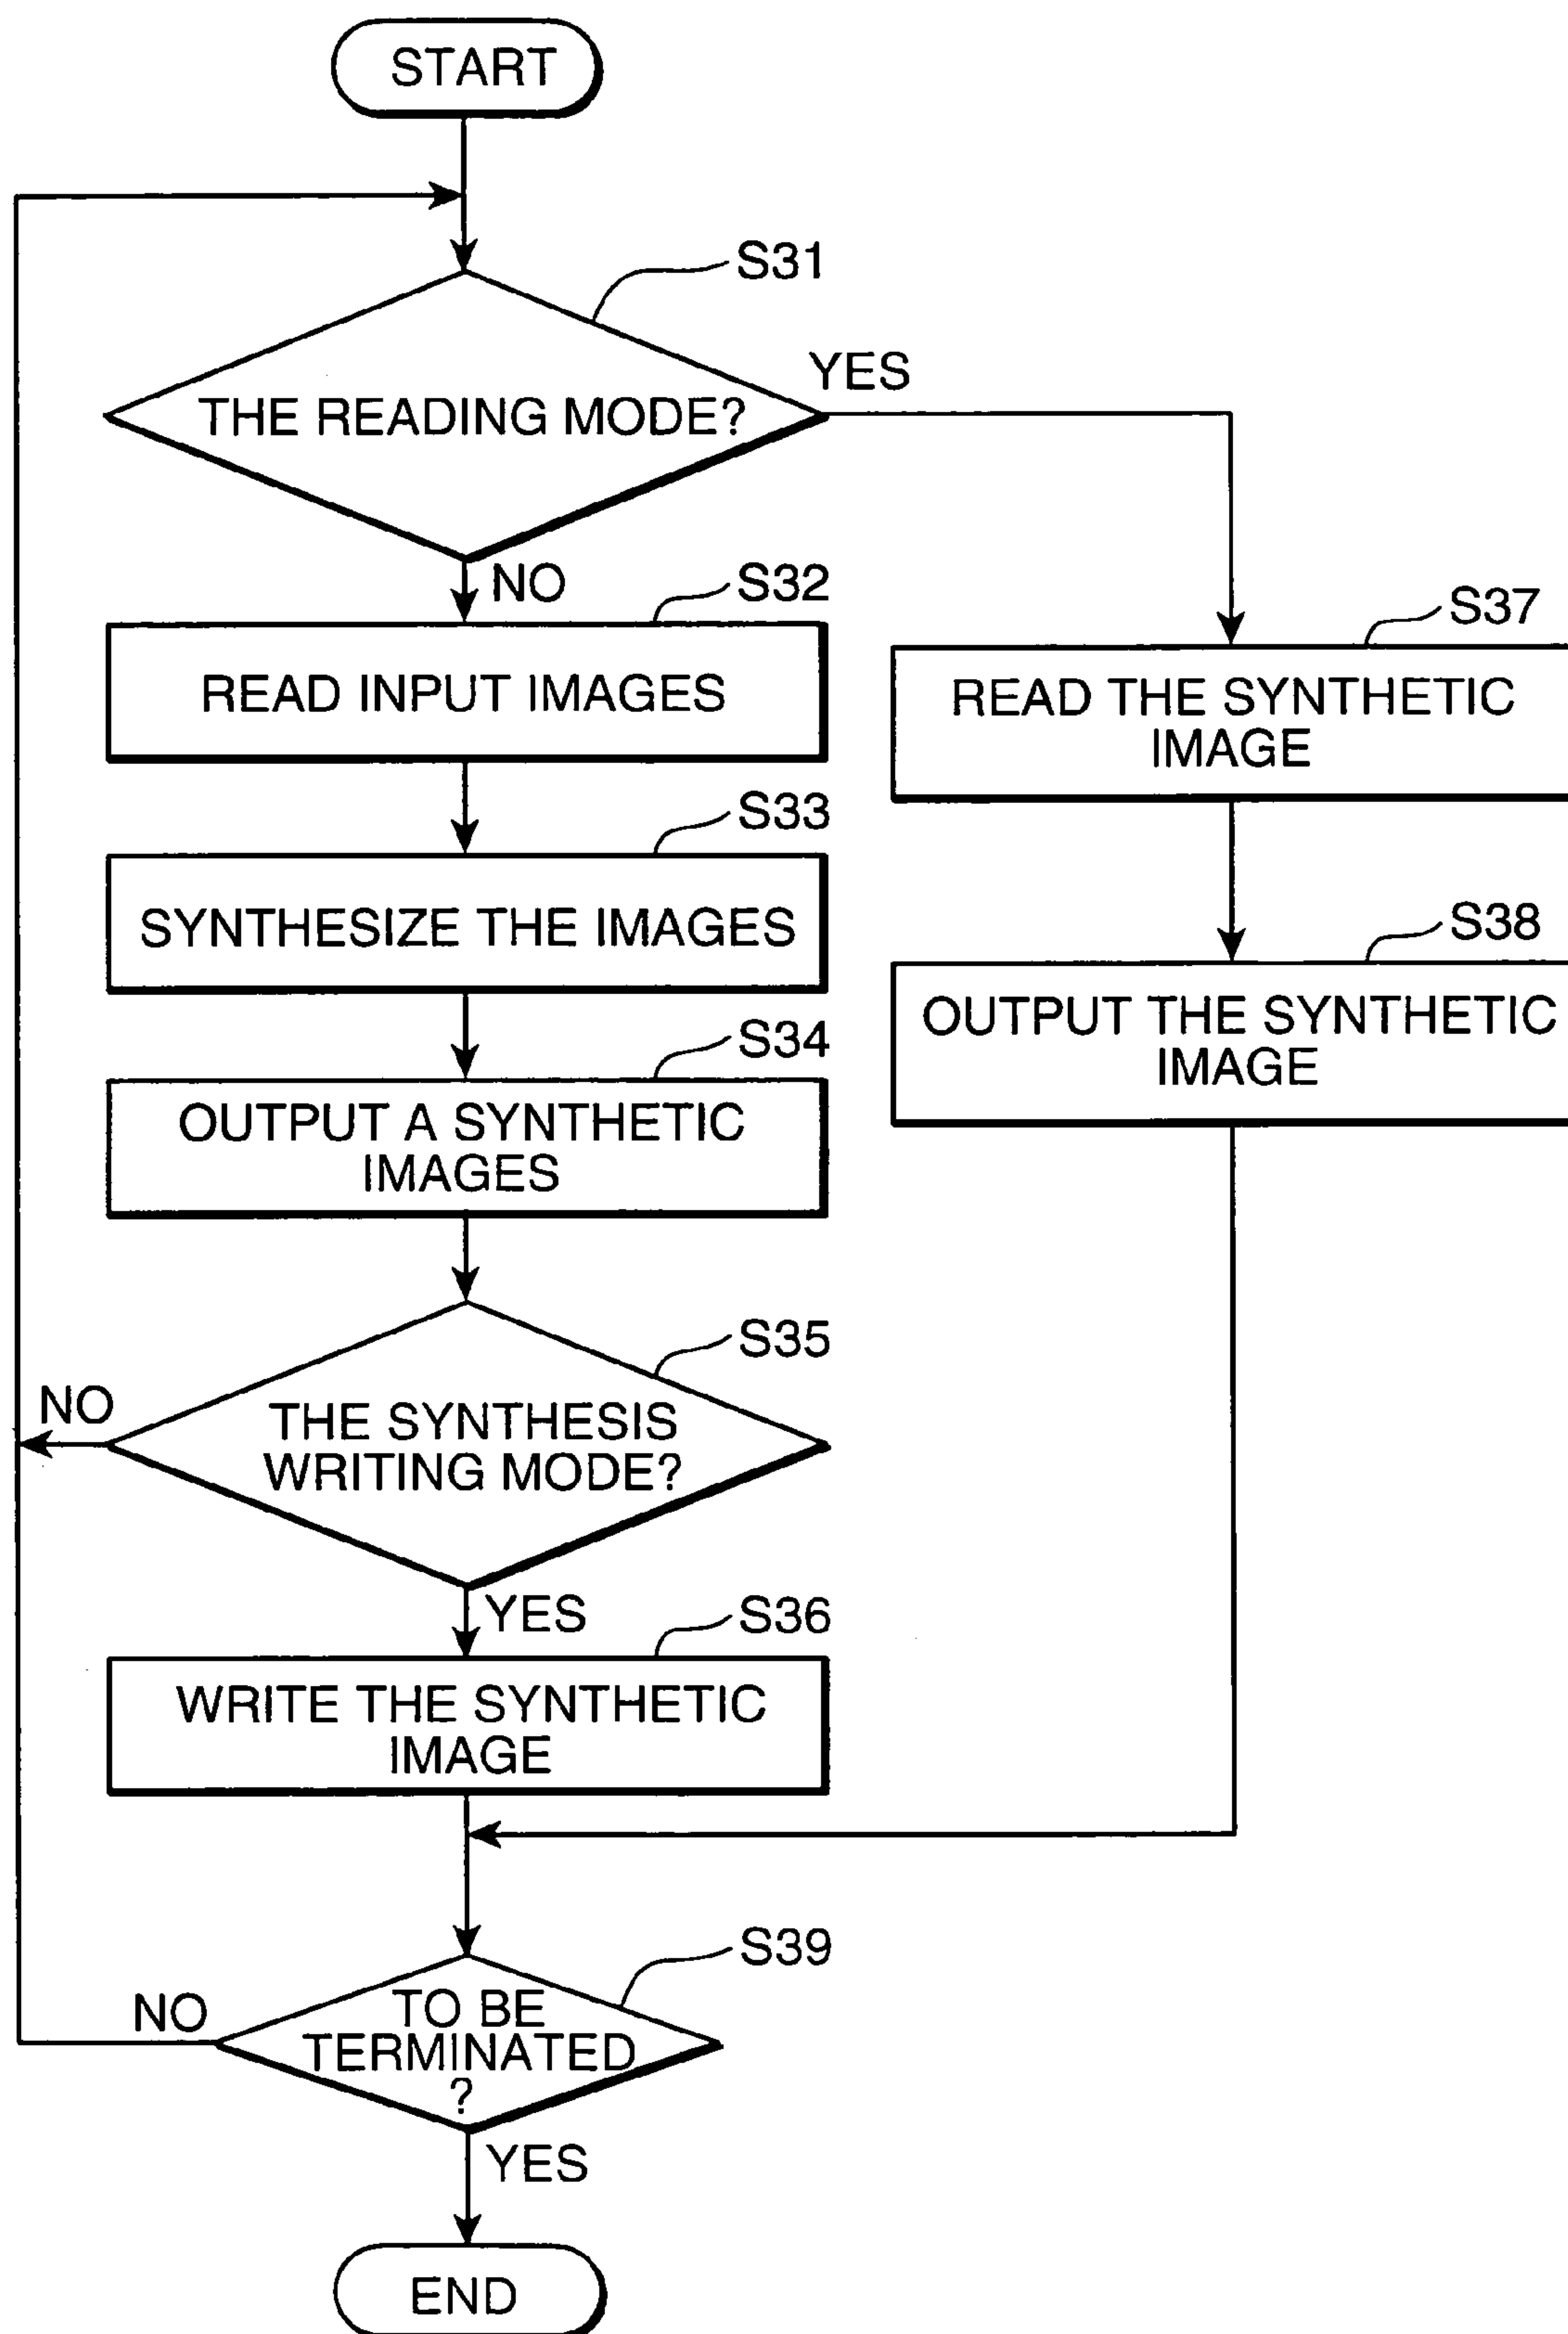 START
S31
YES
THE READING MODE?
NO
S32
READ INPUT IMAGES
S33
SYNTHESIZE THE IMAGES
S34
OUTPUT A SYNTHETIC
IMAGES
S35
NO
THE SYNTHESIS
WRITING MODE?
YES
S36
WRITE THE SYNTHETIC
IMAGE
S37
READ THE SYNTHETIC
IMAGE
S38
OUTPUT THE SYNTHETIC
IMAGE
S39
NO
TO BE
TERMINATED
?
YES
END